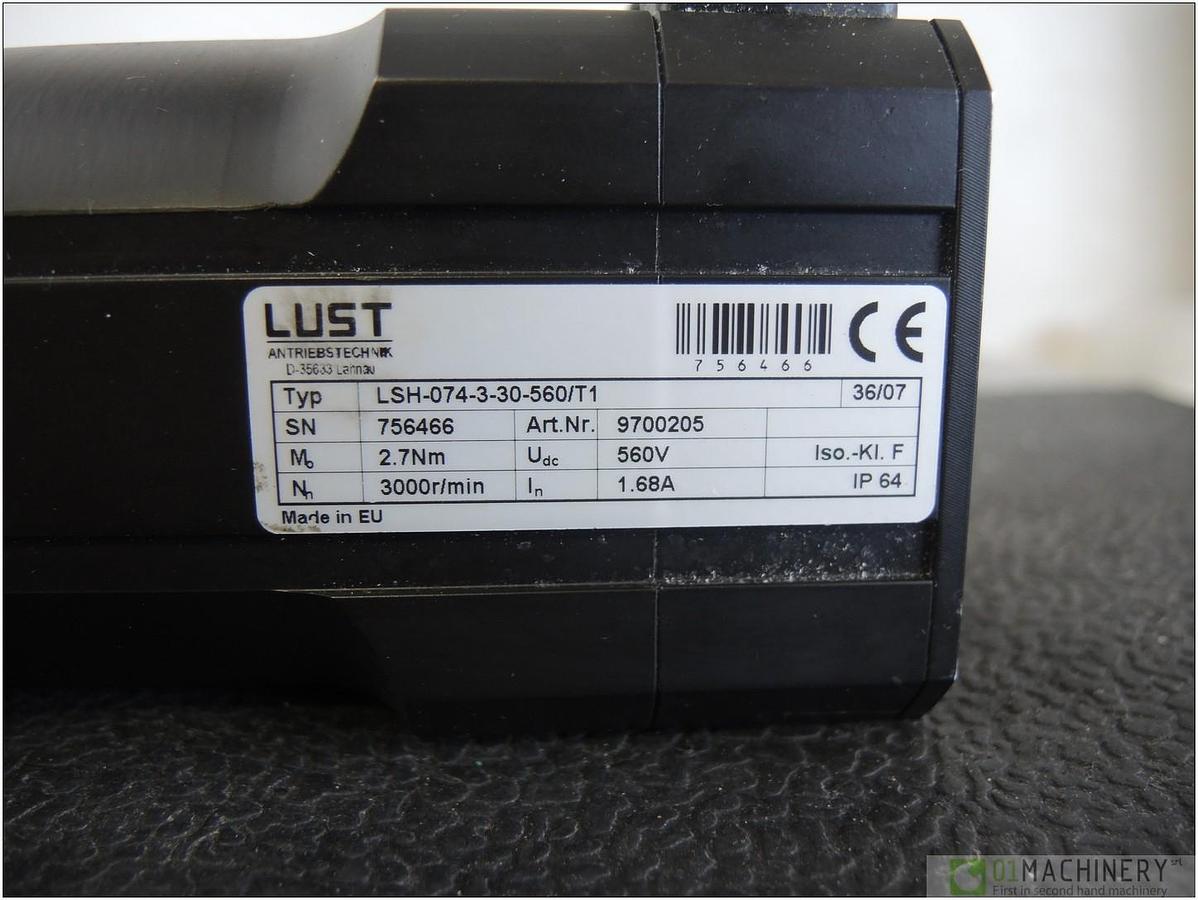 LUST
ANTRIEBSTECHNIK
D-35633 Lahnau
756466
CE
Typ LSH-074-3-30-560/T1 36/07
SN 756466 Art.Nr. 9700205
Mo 2.7Nm Udc 560V Iso.-Kl. F
Nn 3000r/min In 1.68A IP 64
Made in EU
01MACHINERY srl
First in second hand machinery